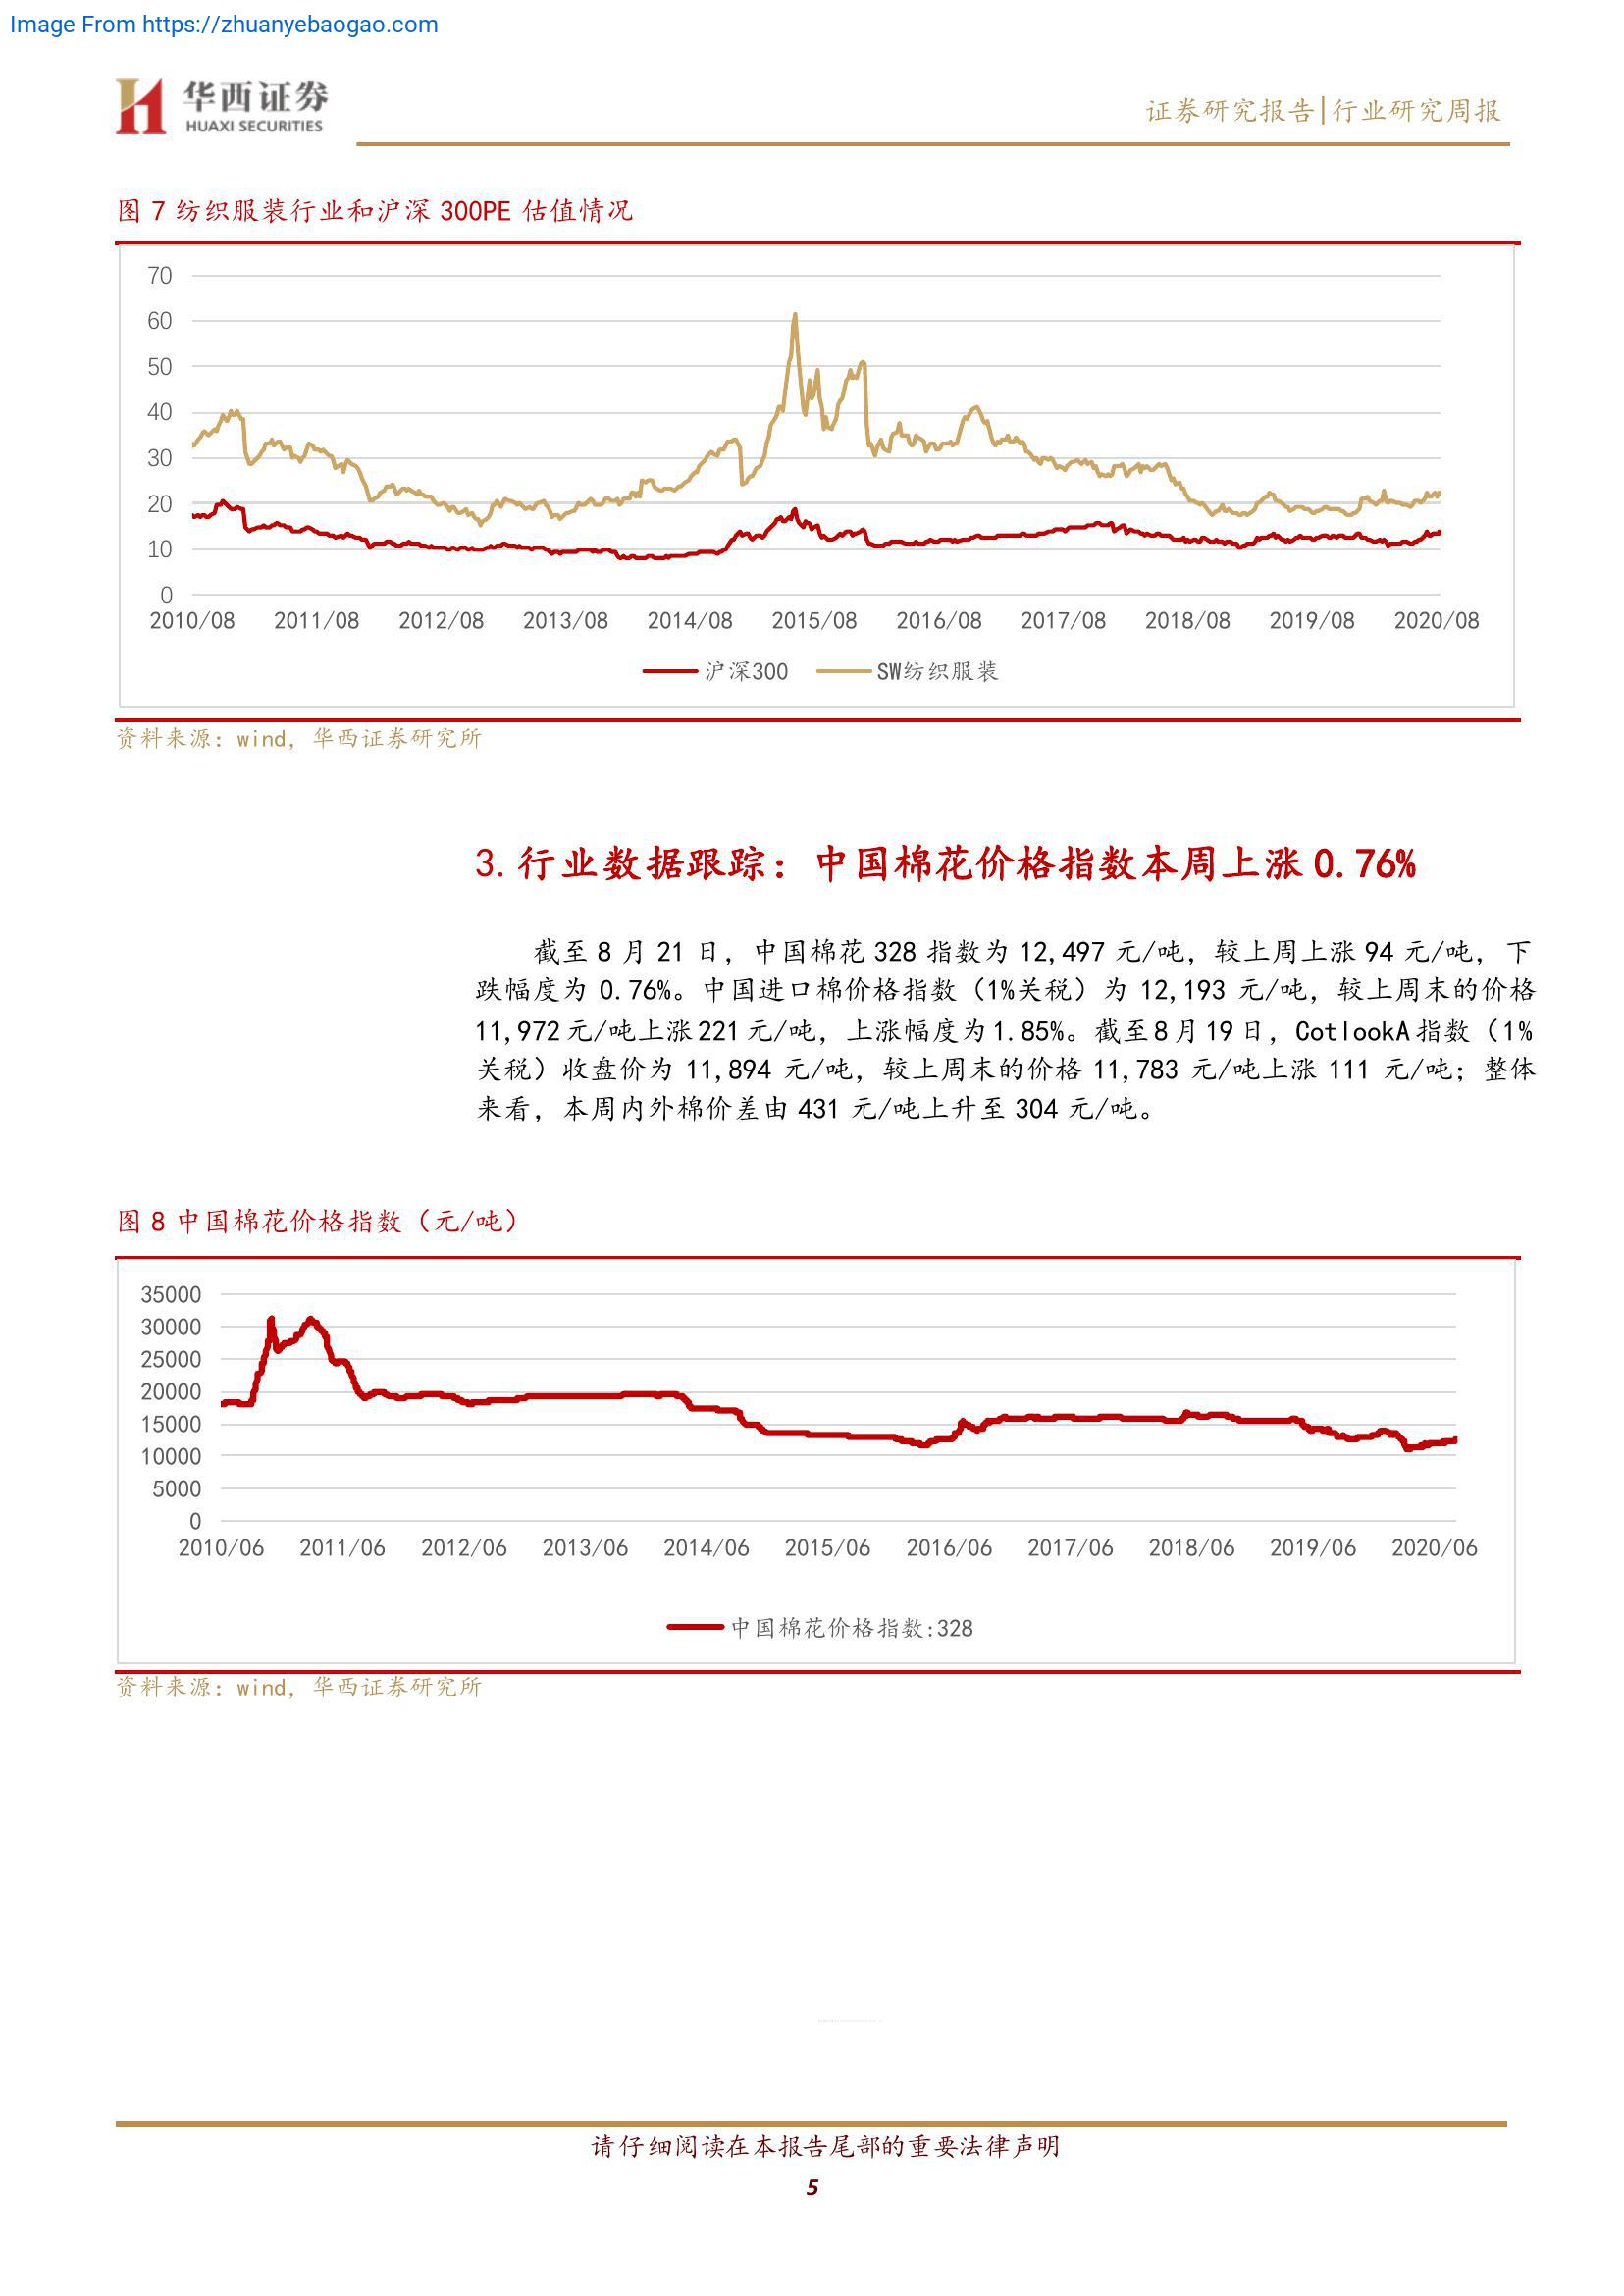 Image From https://zhuanyebaogao.com
华西证券
HUAXI SECURITIES
证券研究报告|行业研究周报
图 7 纺织服装行业和沪深 300PE 估值情况
70
60
50
40
30
20
10
0
2010/08 2011/08 2012/08 2013/08 2014/08 2015/08 2016/08 2017/08 2018/08 2019/08 2020/08
沪深300 SW纺织服装
资料来源：wind，华西证券研究所
3. 行业数据跟踪：中国棉花价格指数本周上涨 0.76%
截至 8 月 21 日，中国棉花 328 指数为 12,497 元/吨，较上周上涨 94 元/吨，下
跌幅度为 0.76%。中国进口棉价格指数（1%关税）为 12,193 元/吨，较上周末的价格
11,972 元/吨上涨 221 元/吨，上涨幅度为 1.85%。截至 8 月 19 日，CotlookA 指数（1%
关税）收盘价为 11,894 元/吨，较上周末的价格 11,783 元/吨上涨 111 元/吨；整体
来看，本周内外棉价差由 431 元/吨上升至 304 元/吨。
图 8 中国棉花价格指数（元/吨）
35000
30000
25000
20000
15000
10000
5000
0
2010/06 2011/06 2012/06 2013/06 2014/06 2015/06 2016/06 2017/06 2018/06 2019/06 2020/06
中国棉花价格指数:328
资料来源：wind，华西证券研究所
请仔细阅读在本报告尾部的重要法律声明
5